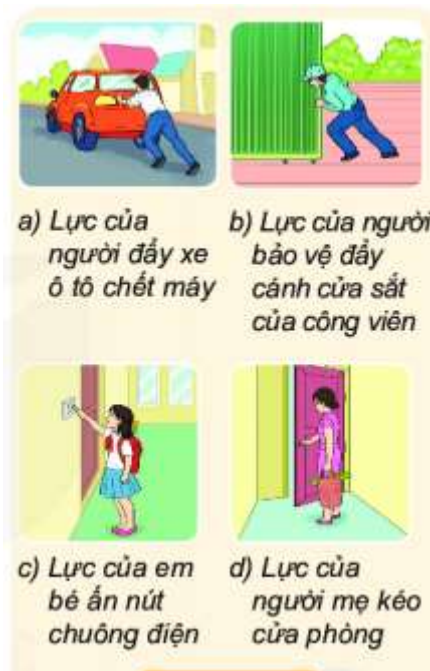 a) Lực của
người đẩy xe
ô tô chết máy
b) Lực của người
bảo vệ đẩy
cánh cửa sắt
của công viên
c) Lực của em
bé ấn nút
chuông điện
d) Lực của
người mẹ kéo
cửa phòng